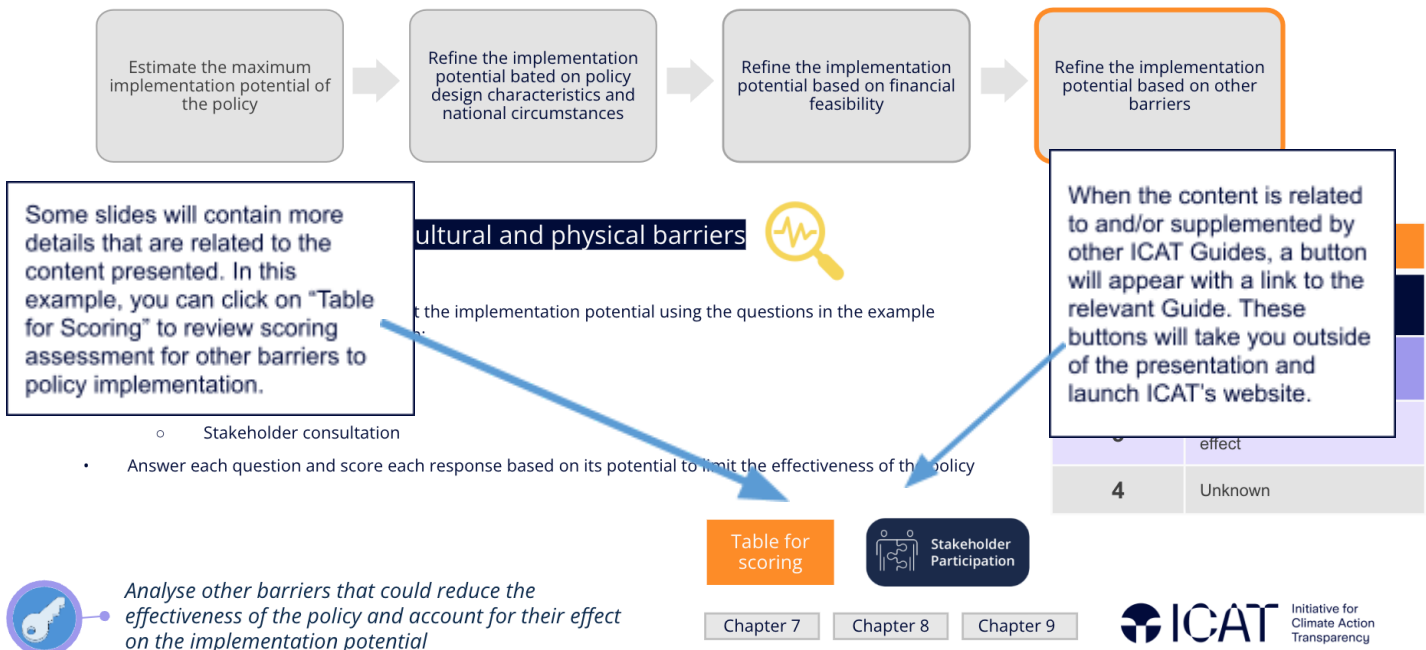 Estimate the maximum
implementation potential of
the policy
Refine the implementation
potential bated on policy
design characteristics and
national circumstances
Refine the implementation
potential based on financial
feasibility
Refine the implementation
potential based on other
barriers
Some slides will contain more
details that are related to the
content presented. In this
example, you can click on “Table
for Scoring” to review scoring
assessment for other barriers to
policy implementation.
ultural and physical barriers
t the implementation potential using the questions in the example
When the content is related
to and/or supplemented by
other ICAT Guides, a button
will appear with a link to the
relevant Guide. These
buttons will take you outside
of the presentation and
launch ICAT's website.
○ Stakeholder consultation
• Answer each question and score each response based on its potential to limit the effectiveness of the policy
effect
4 Unknown
Table for
scoring
Stakeholder
Participation
Analyse other barriers that could reduce the
effectiveness of the policy and account for their effect
on the implementation potential
Chapter 7
Chapter 8
Chapter 9
ICAT
Initiative for
Climate Action
Transparency